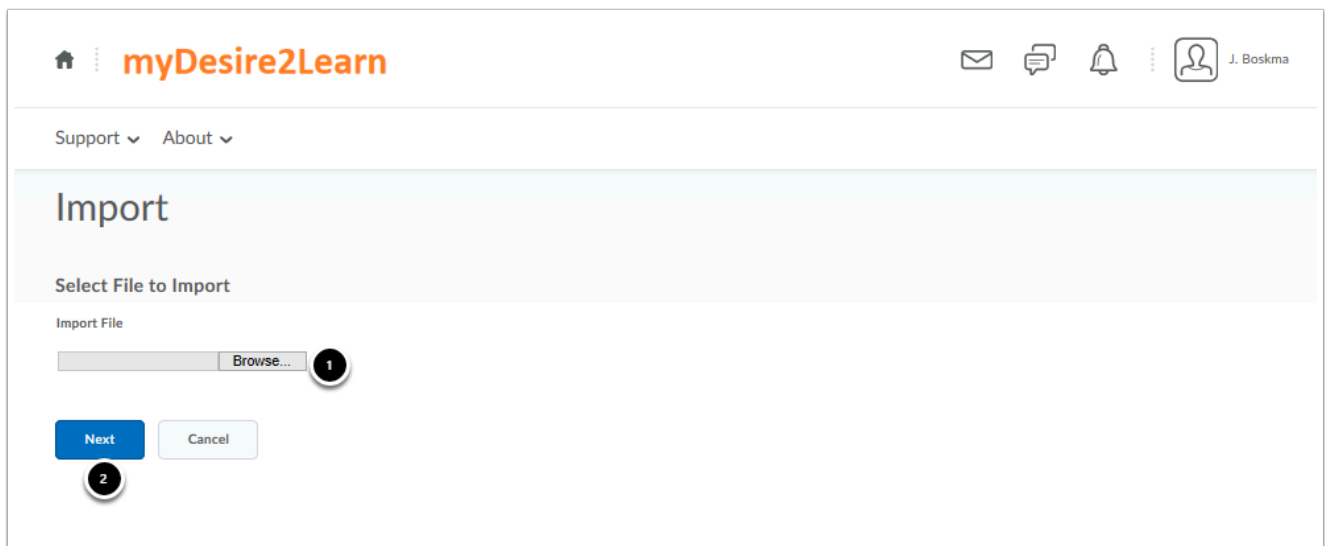 myDesire2Learn
J. Boskma
Support About
Import
Select File to Import
Import File
Browse... 1
Next Cancel
2